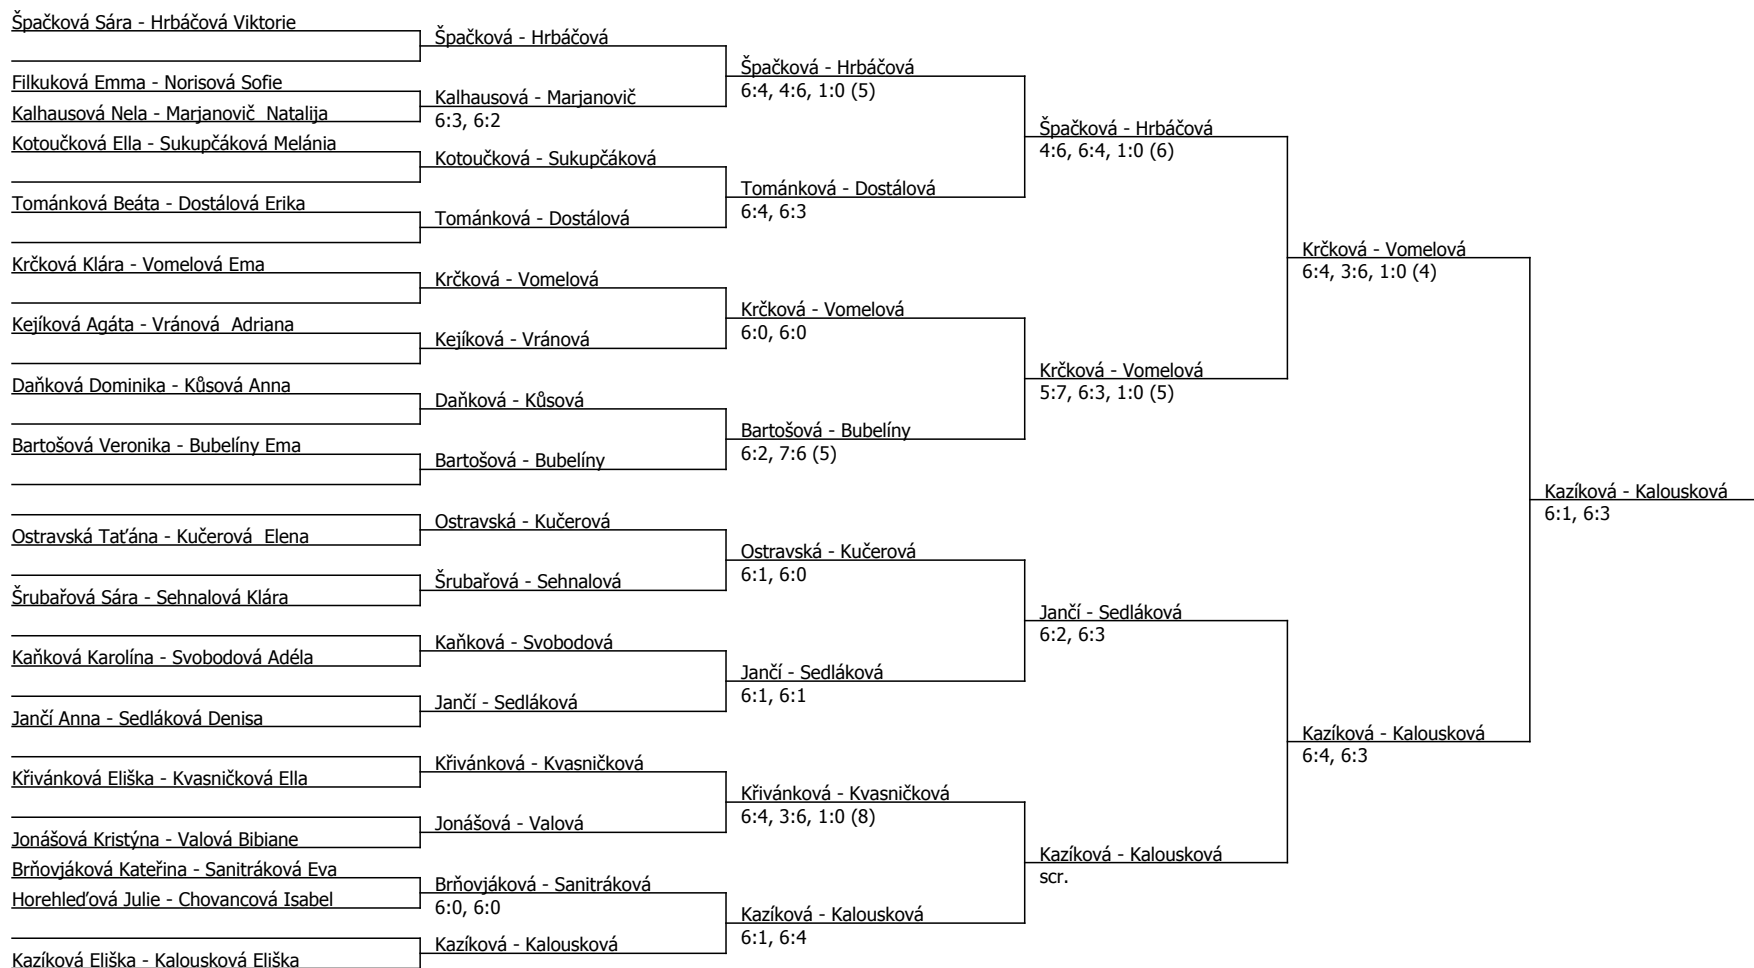 Špačková Sára - Hrbáčová Viktorie
Filkuková Emma - Norisová Sofie
Kalhausová Nela - Marjanovič  Natalija
Kotoučková Ella - Sukupčáková Melánia
Tománková Beáta - Dostálová Erika
Krčková Klára - Vomelová Ema
Kejíková Agáta - Vránová  Adriana
Daňková Dominika - Kůsová Anna
Bartošová Veronika - Bubelíny Ema
Ostravská Taťána - Kučerová  Elena
Šrubařová Sára - Sehnalová Klára
Kaňková Karolína - Svobodová Adéla
Jančí Anna - Sedláková Denisa
Křivánková Eliška - Kvasničková Ella
Jonášová Kristýna - Valová Bibiane
Brňovjáková Kateřina - Sanitráková Eva
Horehleďová Julie - Chovancová Isabel
Kazíková Eliška - Kalousková Eliška
Špačková - Hrbáčová
Kalhausová - Marjanovič
6:3, 6:2
Kotoučková - Sukupčáková
Tománková - Dostálová
Krčková - Vomelová
Kejíková - Vránová
Daňková - Kůsová
Bartošová - Bubelíny
Ostravská - Kučerová
Šrubařová - Sehnalová
Kaňková - Svobodová
Jančí - Sedláková
Křivánková - Kvasničková
Jonášová - Valová
Brňovjáková - Sanitráková
6:0, 6:0
Kazíková - Kalousková
Špačková - Hrbáčová
6:4, 4:6, 1:0 (5)
Tománková - Dostálová
6:4, 6:3
Krčková - Vomelová
6:0, 6:0
Bartošová - Bubelíny
6:2, 7:6 (5)
Ostravská - Kučerová
6:1, 6:0
Jančí - Sedláková
6:1, 6:1
Křivánková - Kvasničková
6:4, 3:6, 1:0 (8)
Kazíková - Kalousková
6:1, 6:4
Špačková - Hrbáčová
4:6, 6:4, 1:0 (6)
Krčková - Vomelová
5:7, 6:3, 1:0 (5)
Jančí - Sedláková
6:2, 6:3
Kazíková - Kalousková
scr.
Krčková - Vomelová
6:4, 3:6, 1:0 (4)
Kazíková - Kalousková
6:4, 6:3
Kazíková - Kalousková
6:1, 6:3